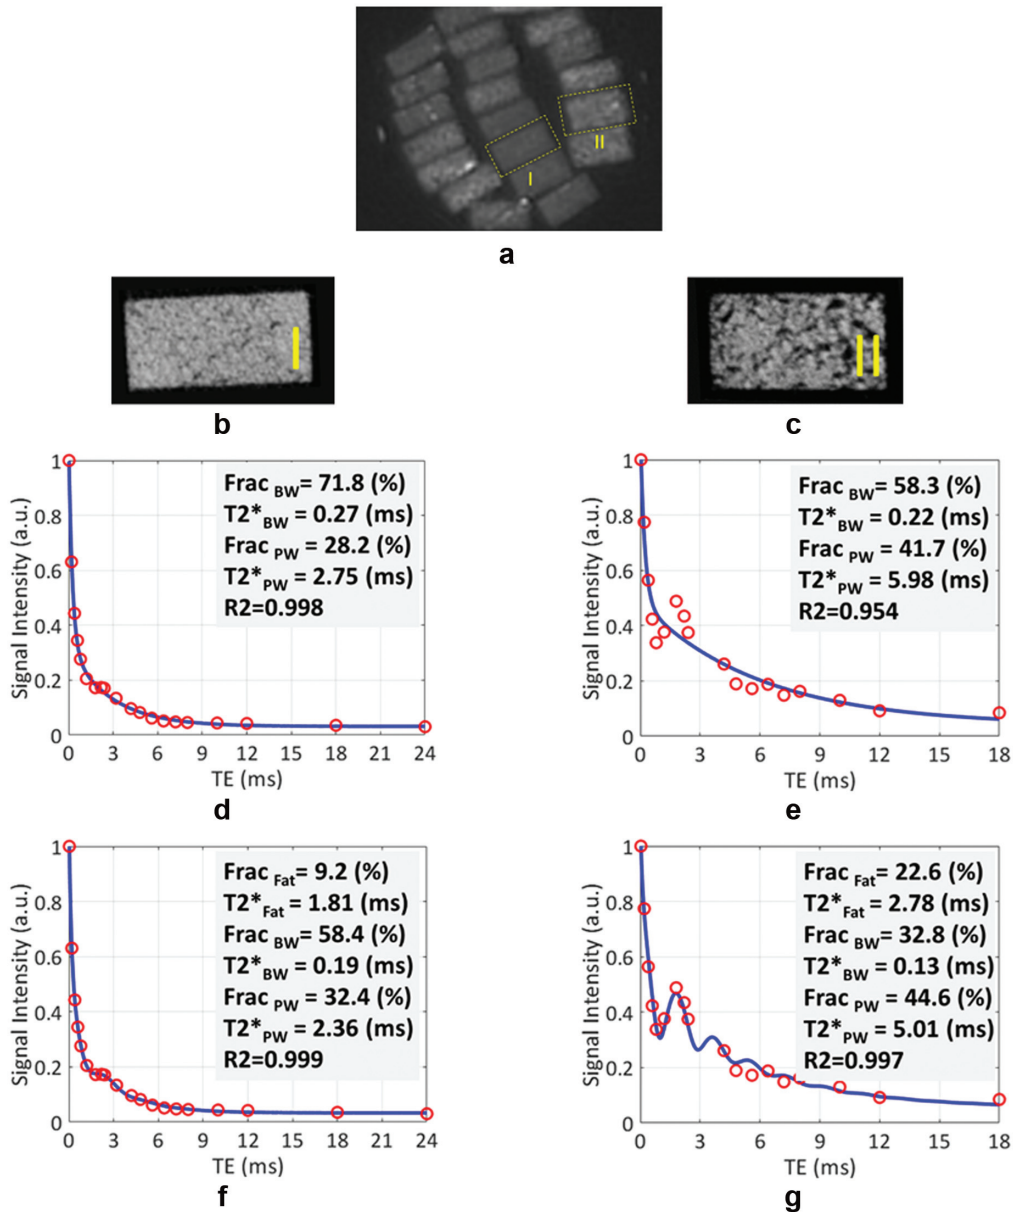 II
I
a
I
II
b
c
Frac BW= 71.8 (%)
T2*BW = 0.27 (ms)
Frac PW = 28.2 (%)
T2*PW = 2.75 (ms)
R2=0.998
Signal Intensity (a.u.)
1
0.8
0.6
0.4
0.2
0
0 3 6 9 12 15 18 21 24
TE (ms)
d
Frac BW= 58.3 (%)
T2*BW = 0.22 (ms)
Frac PW = 41.7 (%)
T2*PW = 5.98 (ms)
R2=0.954
Signal Intensity (a.u.)
1
0.8
0.6
0.4
0.2
0
0 3 6 9 12 15 18
TE (ms)
e
Frac Fat= 9.2 (%)
T2*Fat = 1.81 (ms)
Frac BW= 58.4 (%)
T2*BW = 0.19 (ms)
Frac PW = 32.4 (%)
T2*PW = 2.36 (ms)
R2=0.999
Signal Intensity (a.u.)
1
0.8
0.6
0.4
0.2
0
0 3 6 9 12 15 18 21 24
TE (ms)
f
Frac Fat= 22.6 (%)
T2*Fat = 2.78 (ms)
Frac BW= 32.8 (%)
T2*BW = 0.13 (ms)
Frac PW = 44.6 (%)
T2*PW = 5.01 (ms)
R2=0.997
Signal Intensity (a.u.)
1
0.8
0.6
0.4
0.2
0
0 3 6 9 12 15 18
TE (ms)
g